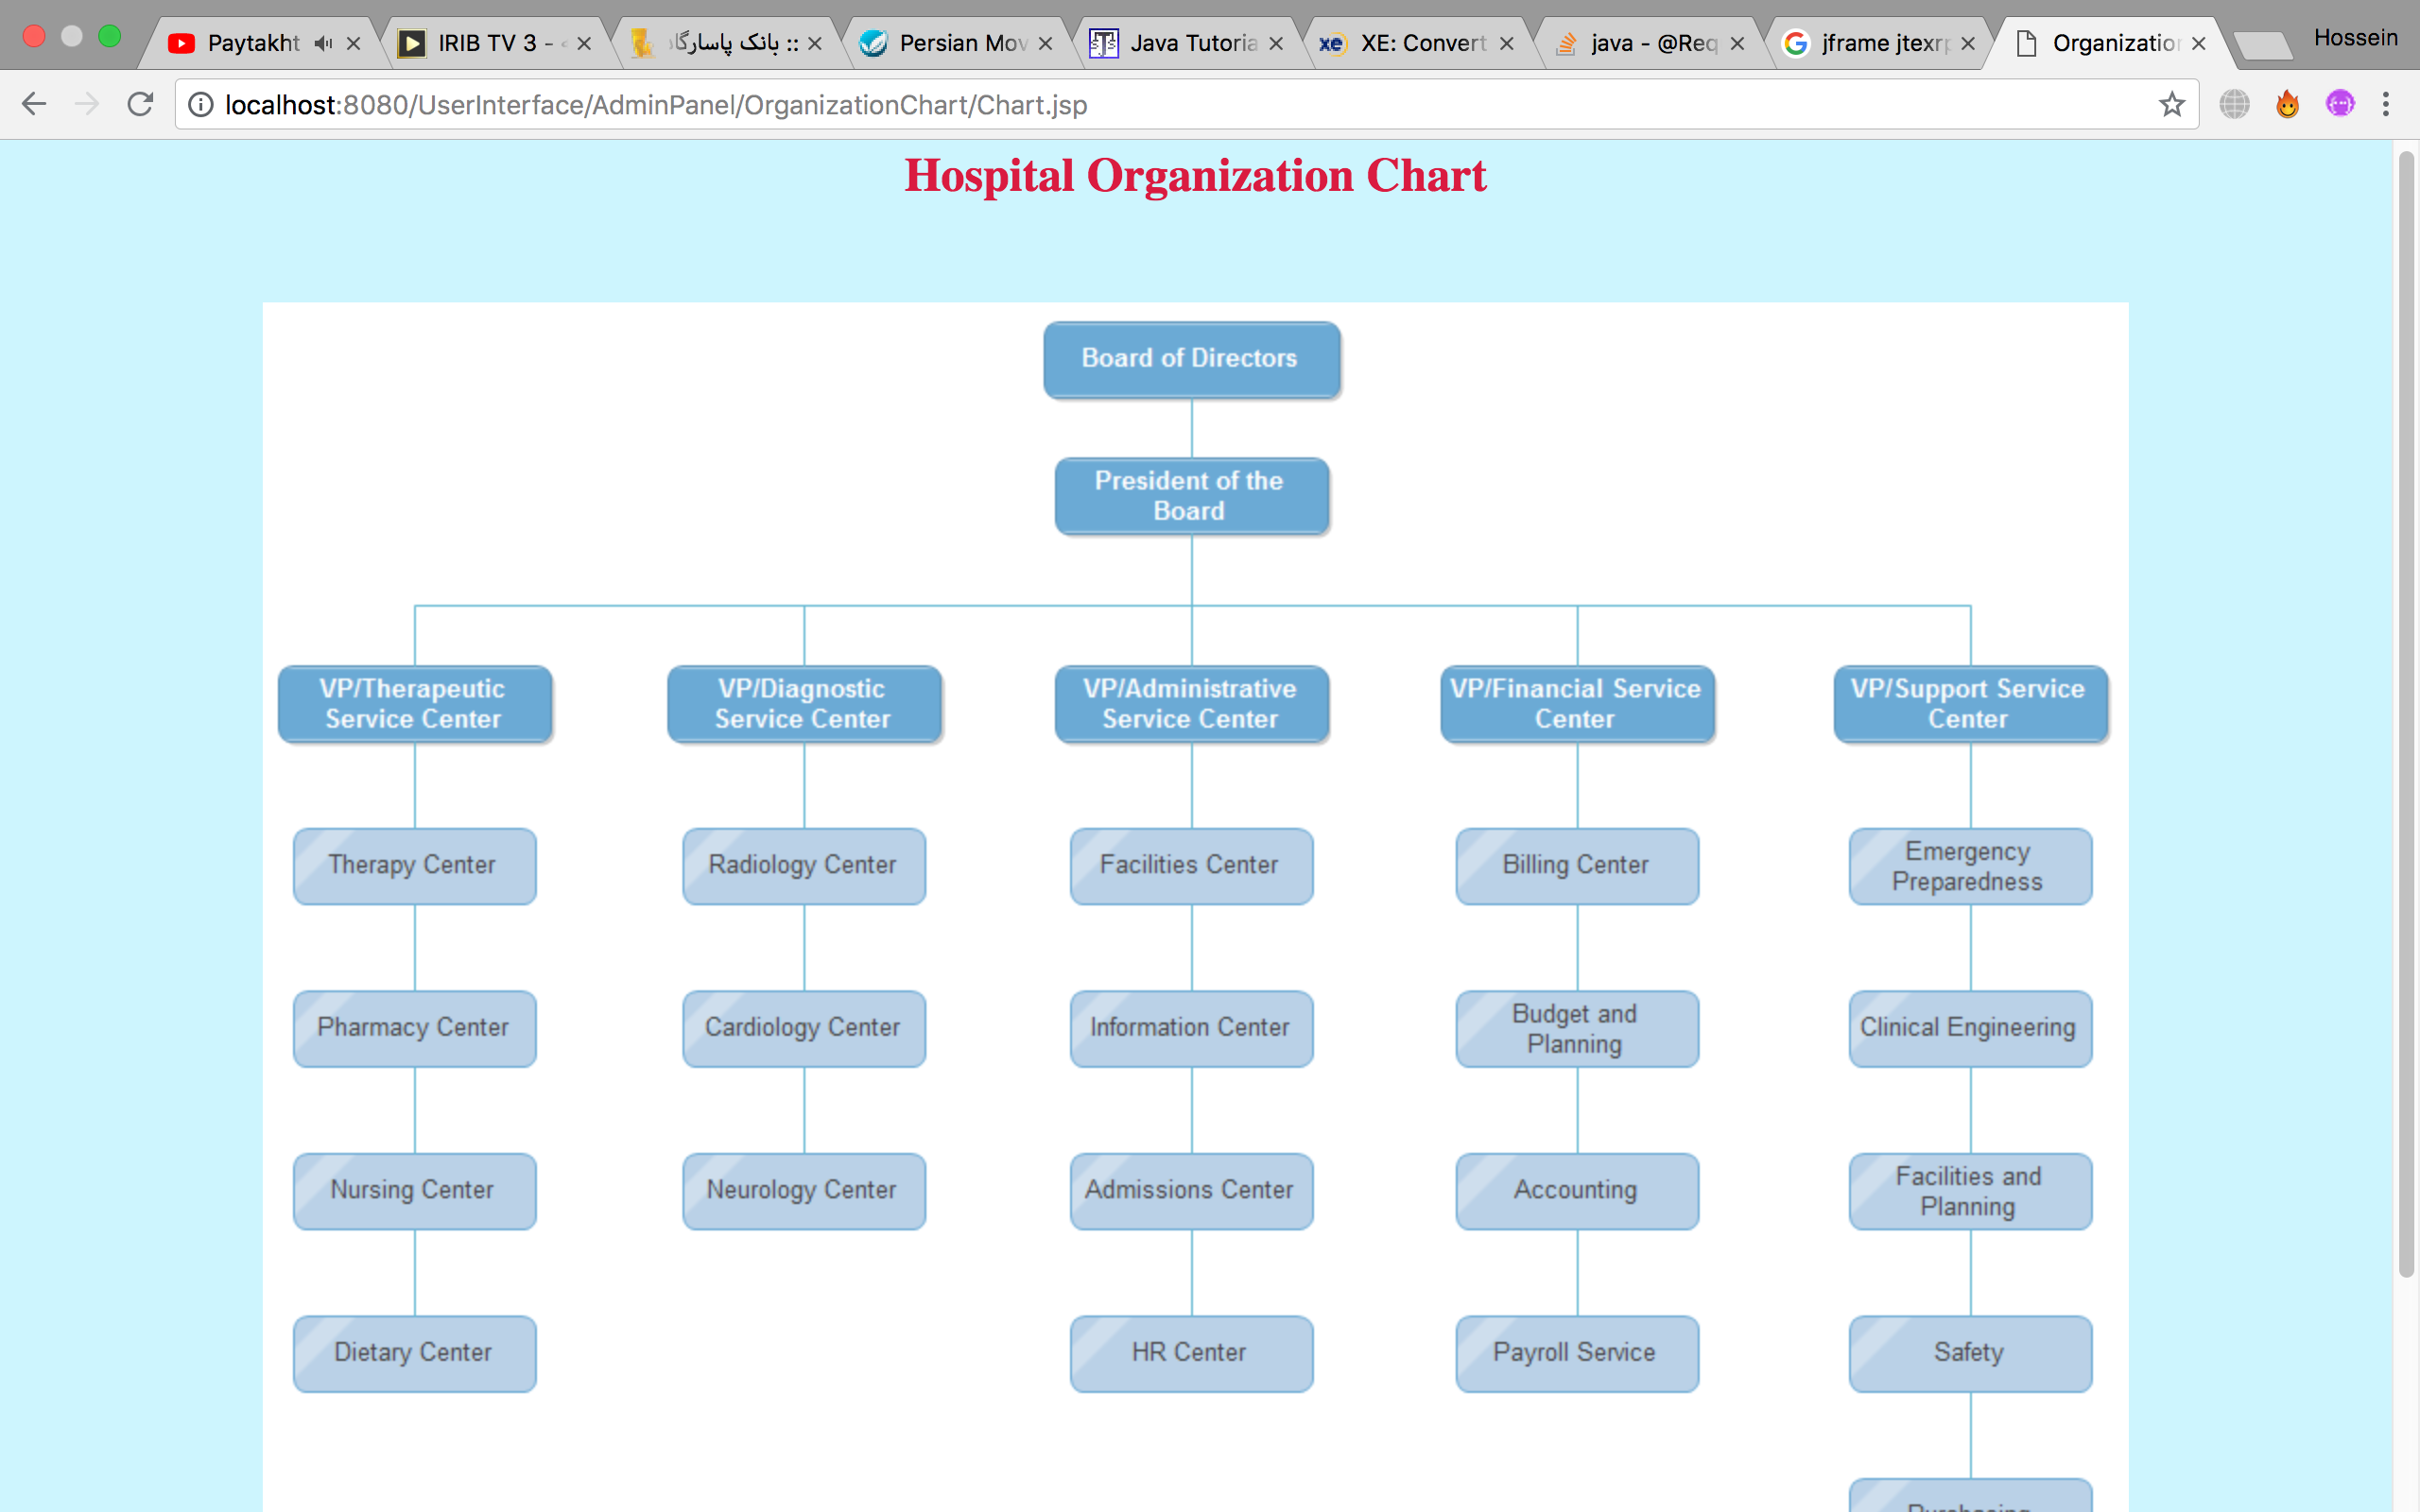 Paytakht
IRIB TV 3 -
بانک پاسارگاد ::
Persian Mov
Java Tutoria
XE: Convert
java - @Req
jframe jtexrp
Organization
Hossein
localhost:8080/UserInterface/AdminPanel/OrganizationChart/Chart.jsp
Hospital Organization Chart
Board of Directors
President of the
Board
VP/Therapeutic
Service Center
VP/Diagnostic
Service Center
VP/Administrative
Service Center
VP/Financial Service
Center
VP/Support Service
Center
Therapy Center
Radiology Center
Facilities Center
Billing Center
Emergency
Preparedness
Pharmacy Center
Cardiology Center
Information Center
Budget and
Planning
Clinical Engineering
Nursing Center
Neurology Center
Admissions Center
Accounting
Facilities and
Planning
Dietary Center
HR Center
Payroll Service
Safety
Purchasing